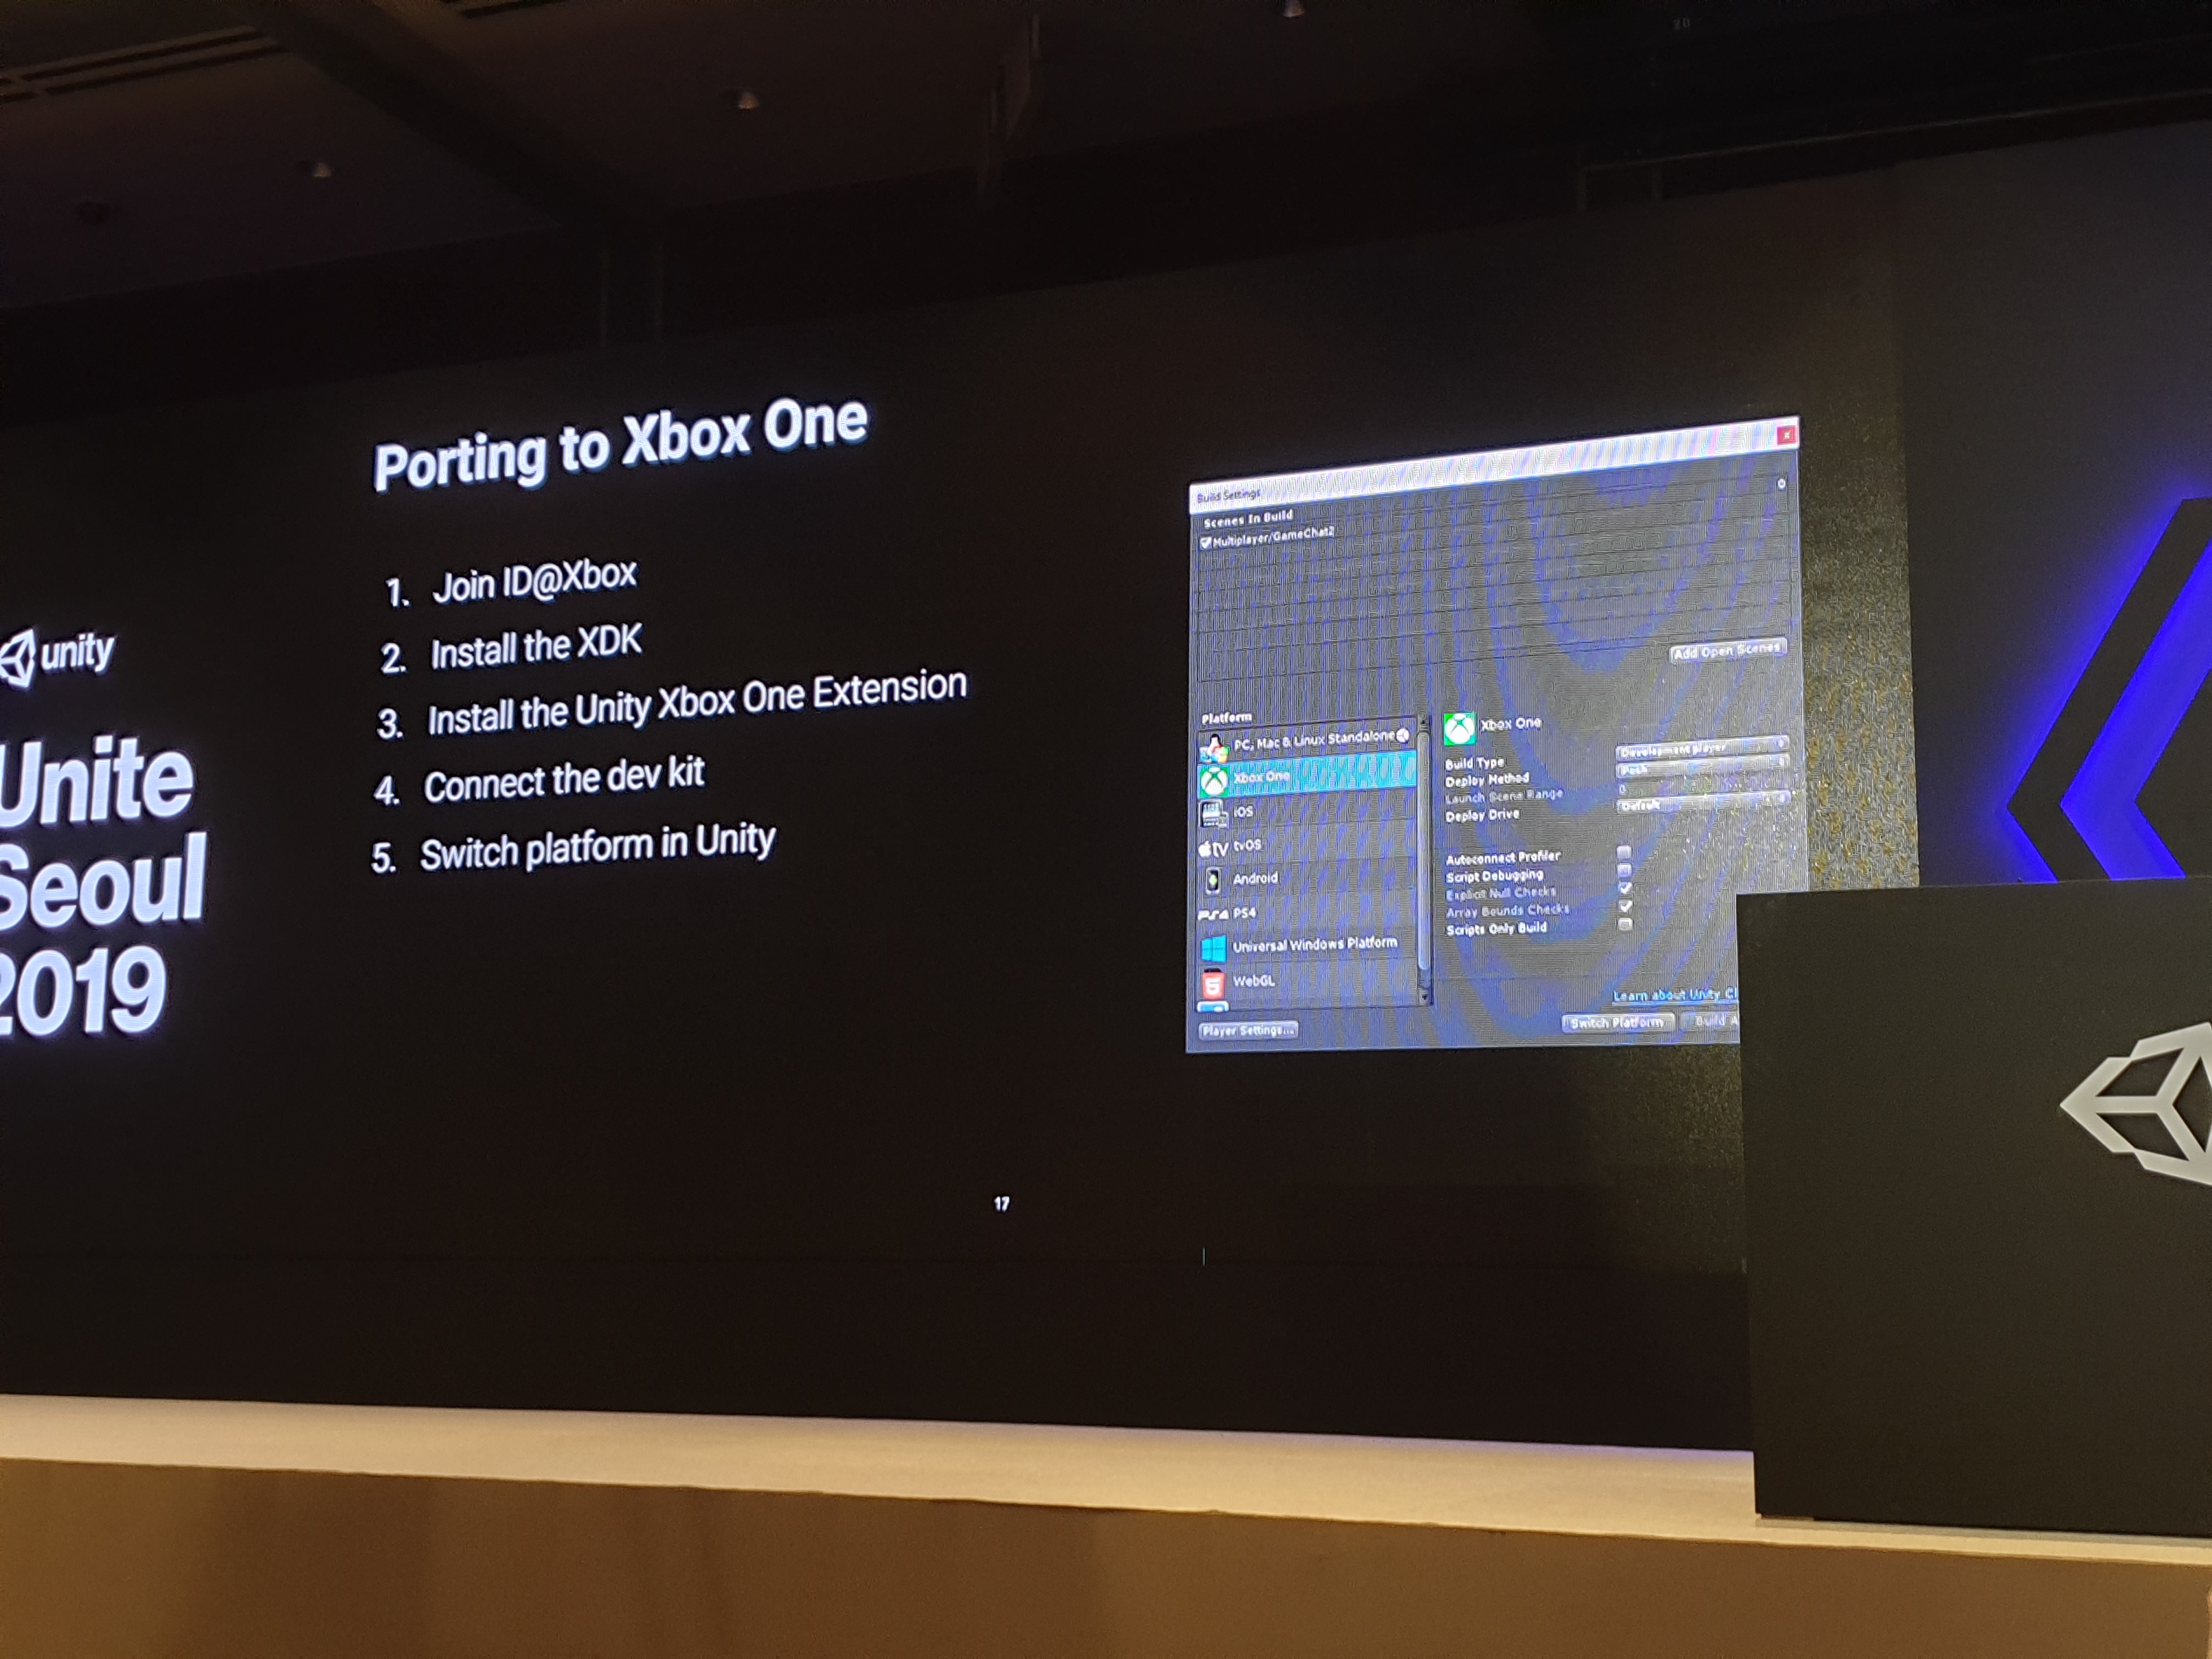 unity
Unite
Seoul
2019
Porting to Xbox One
1. Join ID@Xbox
2. Install the XDK
3. Install the Unity Xbox One Extension
4. Connect the dev kit
5. Switch platform in Unity
17
Build Settings
Scenes In Build
Multiplayer/GameChat2
Add Open Scenes
Platform
PC, Mac & Linux Standalone
Xbox One
iOS
tv tvOS
Android
PS4 PS4
Universal Windows Platform
WebGL
Player Settings...
Xbox One
Build Type Development player
Deploy Method Push
Launch Scene Range 0
Deploy Drive Default
Autoconnect Profiler
Script Debugging
Explicit Null Checks
Array Bounds Checks
Scripts Only Build
Learn about Unity Cl
Switch Platform
Build A